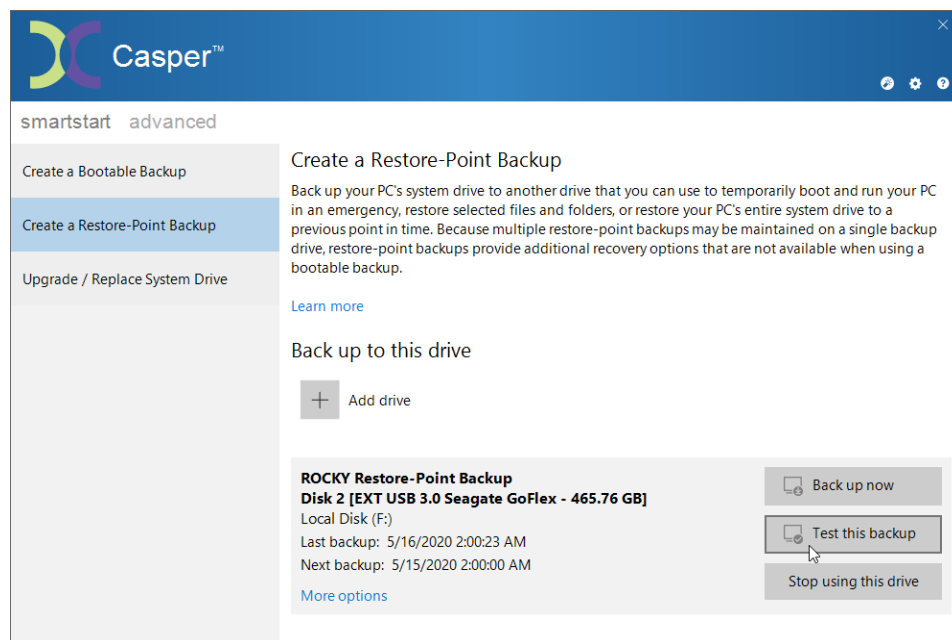 Casper™
smartstart advanced
Create a Bootable Backup
Create a Restore-Point Backup
Upgrade / Replace System Drive
Create a Restore-Point Backup
Back up your PC's system drive to another drive that you can use to temporarily boot and run your PC
in an emergency, restore selected files and folders, or restore your PC's entire system drive to a
previous point in time. Because multiple restore-point backups may be maintained on a single backup
drive, restore-point backups provide additional recovery options that are not available when using a
bootable backup.
Learn more
Back up to this drive
Add drive
ROCKY Restore-Point Backup
Disk 2 [EXT USB 3.0 Seagate GoFlex - 465.76 GB]
Local Disk (F:)
Last backup: 5/16/2020 2:00:23 AM
Next backup: 5/15/2020 2:00:00 AM
More options
Back up now
Test this backup
Stop using this drive